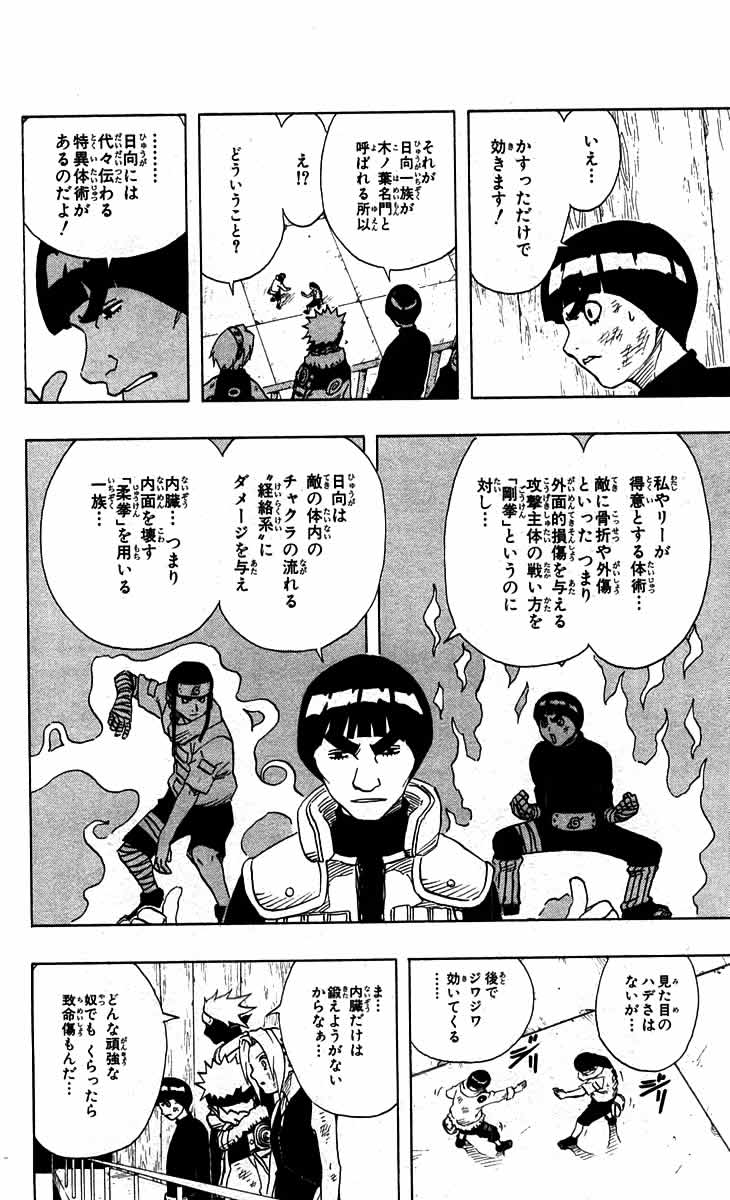 いえ…
かすっただけで
効きます！
それが
日向一族が
木ノ葉名門と
呼ばれる所以
え!?
どういうこと？
………
日向には
代々伝わる
特異体術が
あるのだよ！
私やリーが
得意とする体術…
敵に骨折や外傷
といった つまり
外面的損傷を与える
攻撃主体の戦い方を
「剛拳」というのに
対し…
日向は
敵の体内の
チャクラの流れる
〝経絡系〟に
ダメージを与え
内臓… つまり
内面を壊す
「柔拳」を用いる
一族…
見た目の
ハデさは
ないが…
後で
ジワジワ
効いてくる
……
ま…
内臓だけは
鍛えようがない
からなぁ…
どんな頑強な
奴でも くらったら
致命傷もんだ…